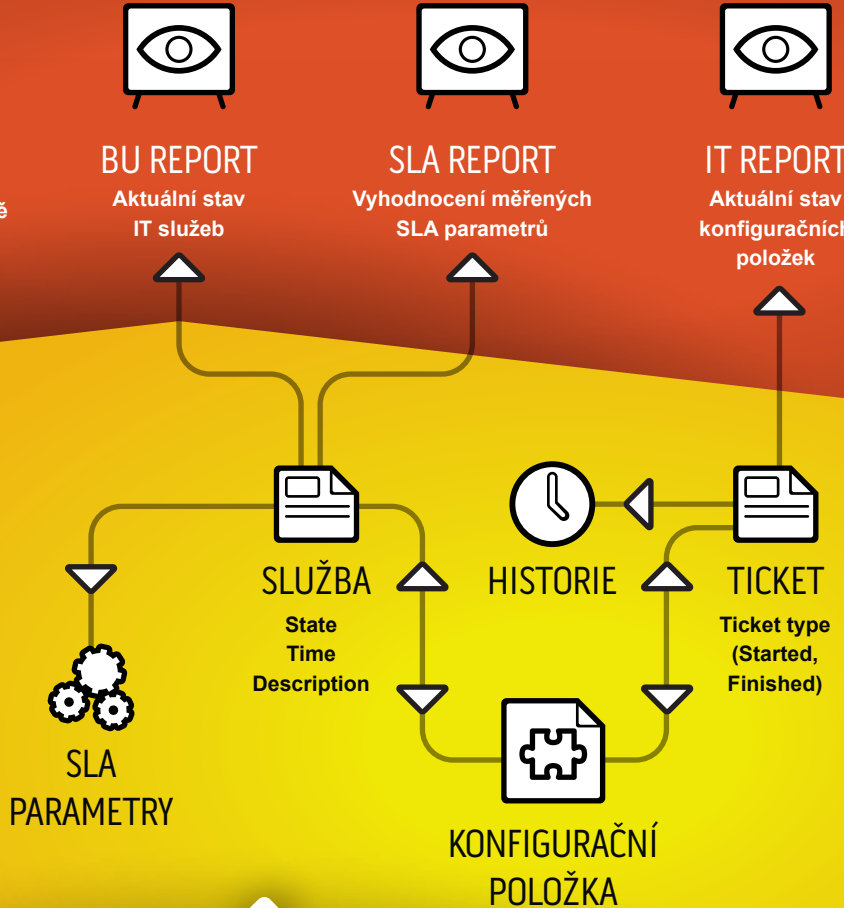 BU REPORT
Aktuální stav
IT služeb
SLA REPORT
Vyhodnocení měřených
SLA parametrů
IT REPORT
Aktuální stav
konfiguračních
položek
ě
SLUŽBA
State
Time
Description
HISTORIE
TICKET
Ticket type
(Started,
Finished)
SLA
PARAMETRY
KONFIGURAČNÍ
POLOŽKA